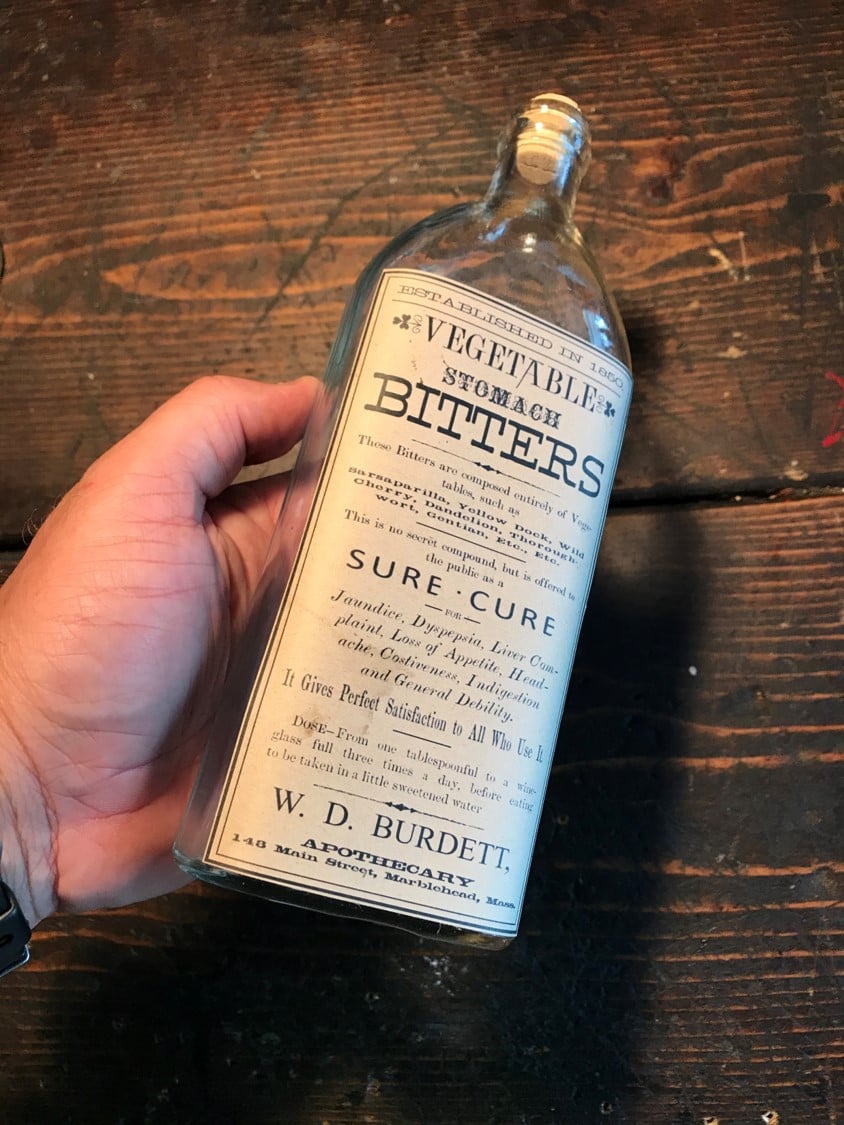 ESTABLISHED IN 1850
VEGETABLE
STOMACH
BITTERS
These Bitters are composed entirely of Vege-
tables, such as
Sarsaparilla, Yellow Dock, Wild
Cherry, Dandelion, Thorough-
wort, Gentian, Etc., Etc.
This is no secret compound, but is offered to
the public as a
SURE·CURE
—FOR—
Jaundice, Dyspepsia, Liver Com-
plaint, Loss of Appetite, Head-
ache, Costiveness, Indigestion
and General Debility.
It Gives Perfect Satisfaction to All Who Use It.
DOSE—From one tablespoonful to a wine-
glass full three times a day, before eating
to be taken in a little sweetened water
W. D. BURDETT,
APOTHECARY
148 Main Street, Marblehead, Mass.